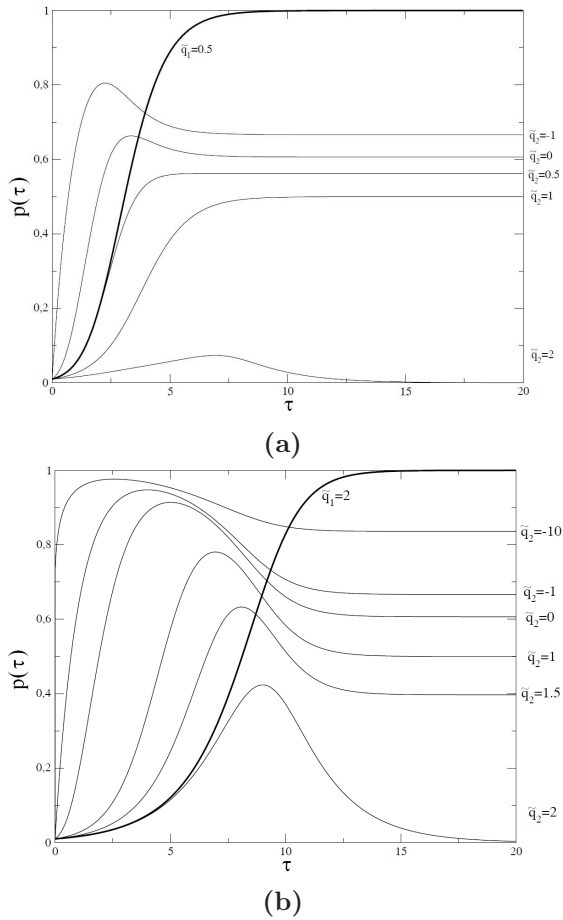 1
0,8
0,6
0,4
0,2
0
p(τ)
q̃₁=0.5
q̃₂=-1
q̃₂=0
q̃₂=0.5
q̃₂=1
q̃₂=2
0 5 10 15 20
τ
(a)
1
0,8
0,6
0,4
0,2
0
p(τ)
q̃₁=2
q̃₂=-10
q̃₂=-1
q̃₂=0
q̃₂=1
q̃₂=1.5
q̃₂=2
0 5 10 15 20
τ
(b)